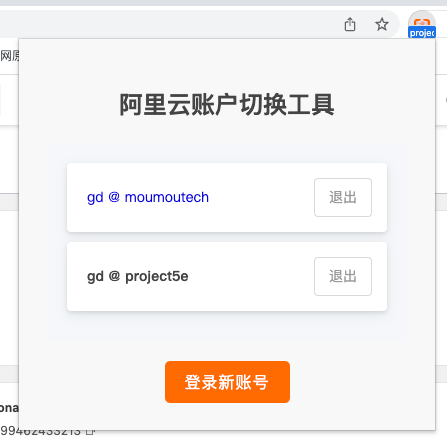 projec
网原
阿里云账户切换工具
gd @ moumoutech
退出
gd @ project5e
退出
登录新账号
ona
99462433213